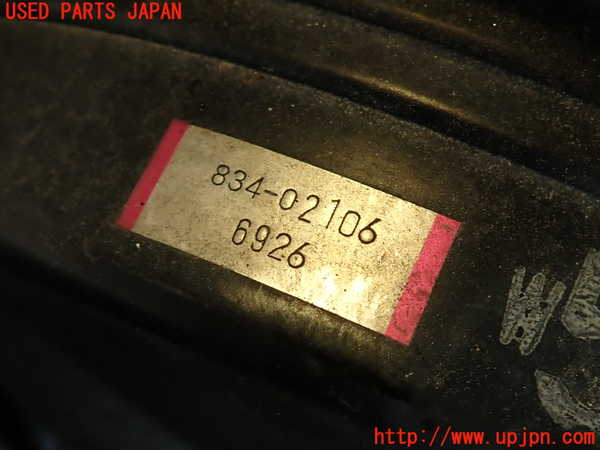 USED PARTS JAPAN
834-02106
6926
http://www.upjpn.com/